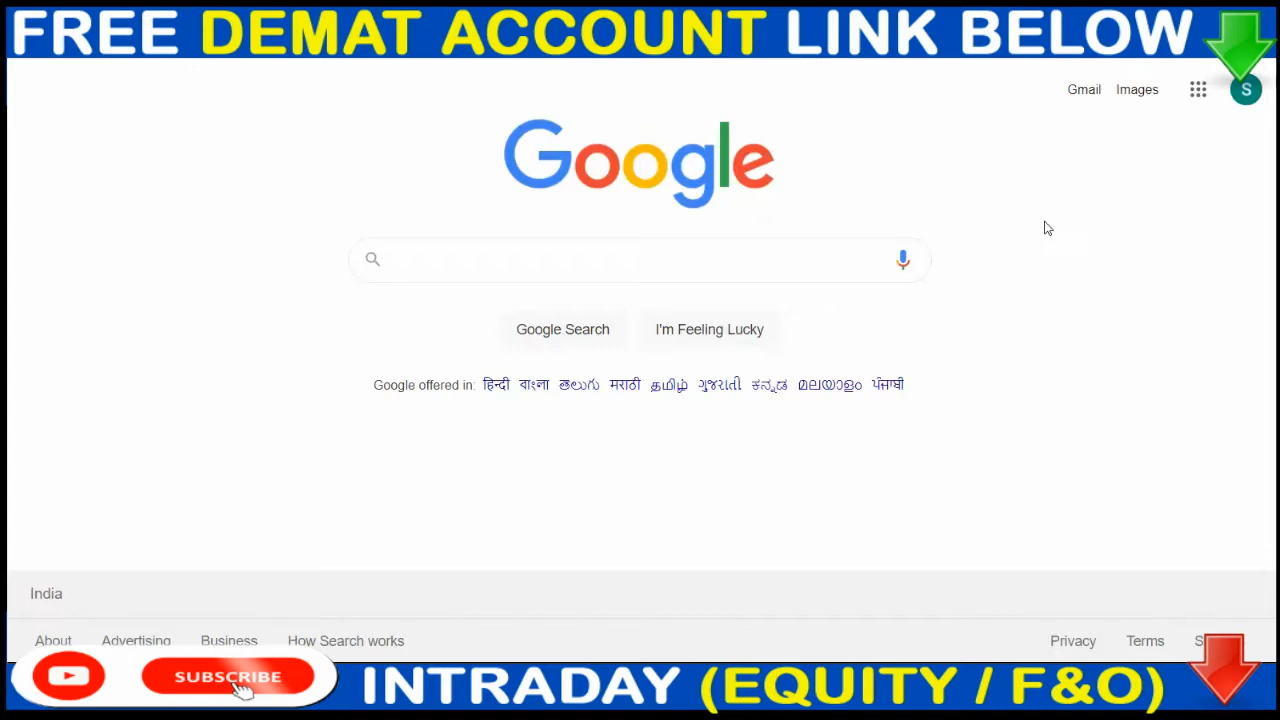 FREE DEMAT ACCOUNT LINK BELOW
Gmail Images S
Google
Google Search I'm Feeling Lucky
Google offered in: हिन्दी বাংলা తెలుగు मराठी தமிழ் ગુજરાતી ಕನ್ನಡ മലയാളം ਪੰਜਾਬੀ
India
About Advertising Business How Search works Privacy Terms
SUBSCRIBE INTRADAY (EQUITY / F&O)